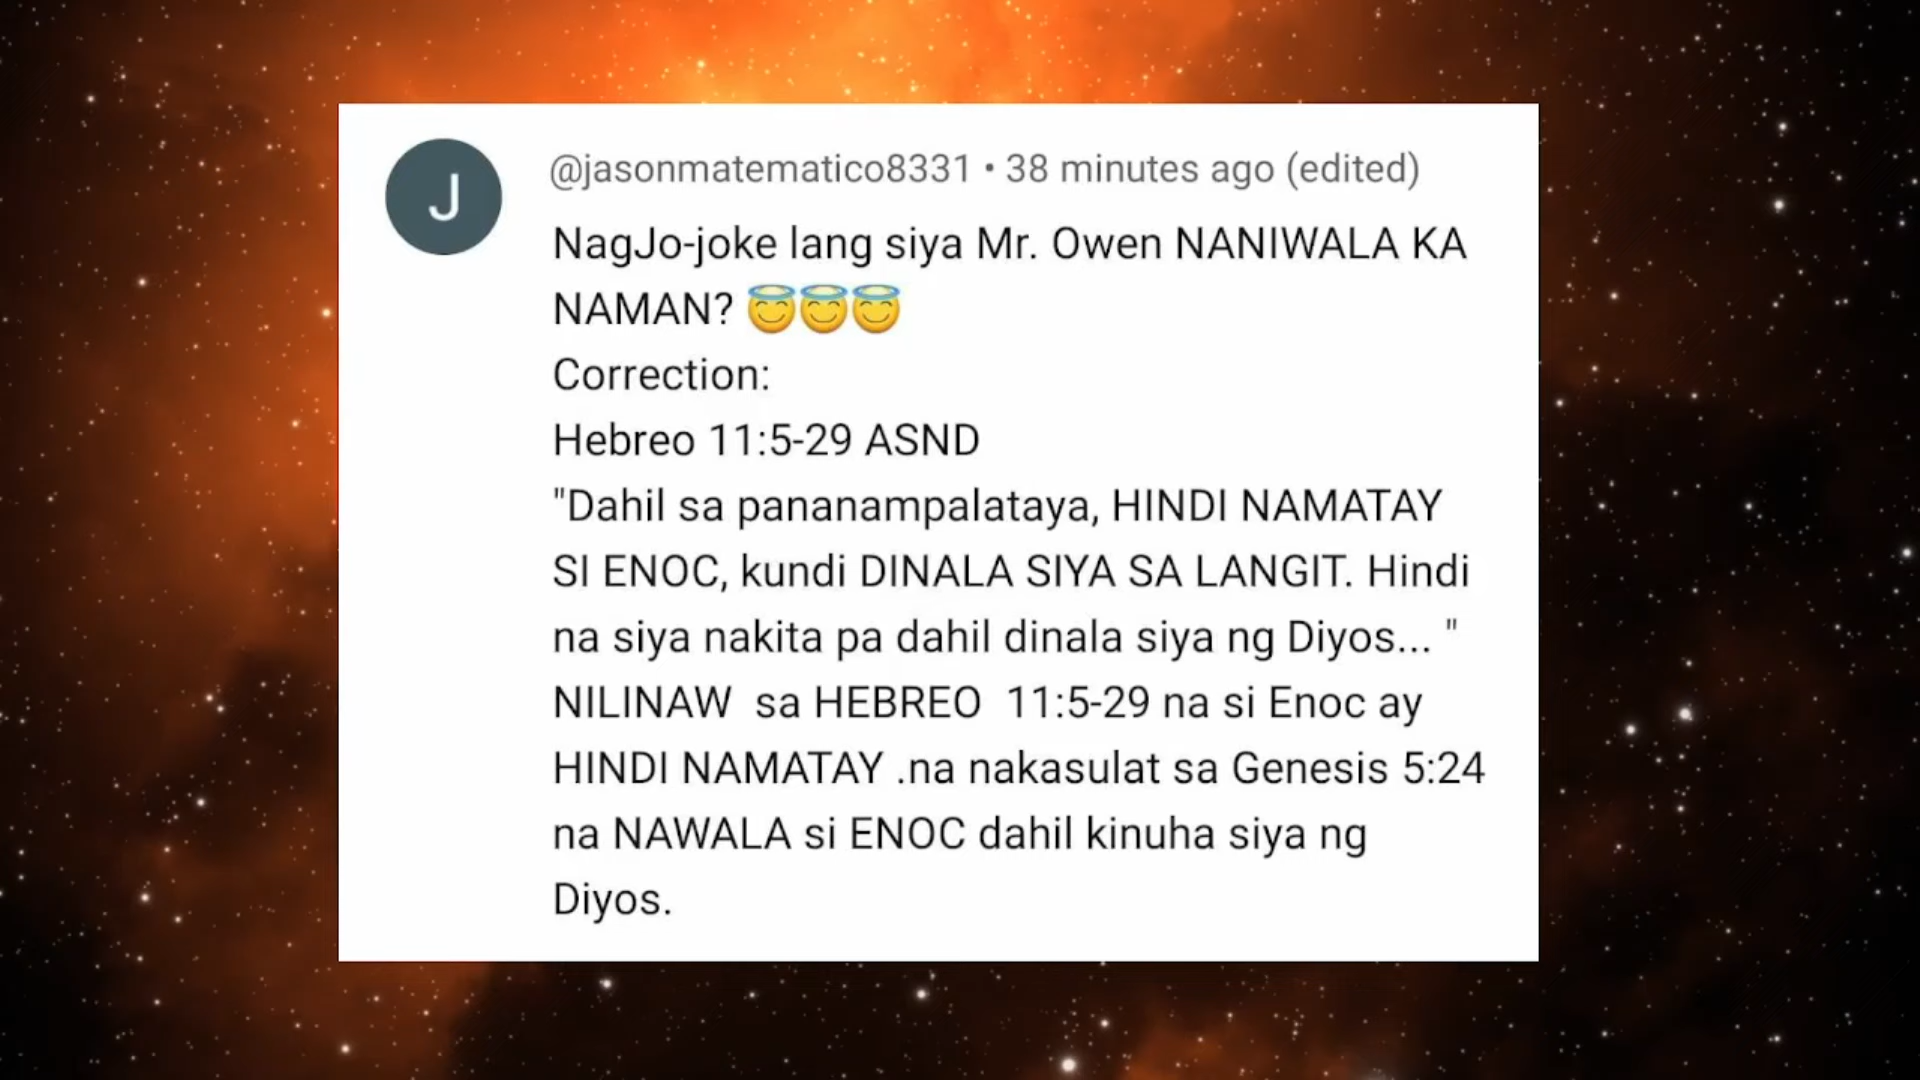 J
@jasonmatematico8331 • 38 minutes ago (edited)
NagJo-joke lang siya Mr. Owen NANIWALA KA
NAMAN? 😇😇😇
Correction:
Hebreo 11:5-29 ASND
"Dahil sa pananampalataya, HINDI NAMATAY
SI ENOC, kundi DINALA SIYA SA LANGIT. Hindi
na siya nakita pa dahil dinala siya ng Diyos... "
NILINAW  sa HEBREO  11:5-29 na si Enoc ay
HINDI NAMATAY .na nakasulat sa Genesis 5:24
na NAWALA si ENOC dahil kinuha siya ng
Diyos.